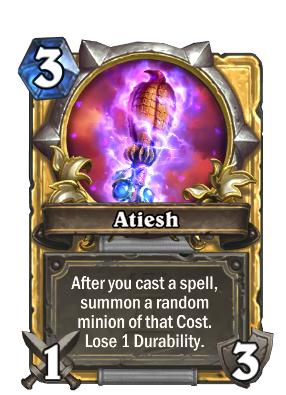 3
Atiesh
After you cast a spell,
summon a random
minion of that Cost.
Lose 1 Durability.
1
3